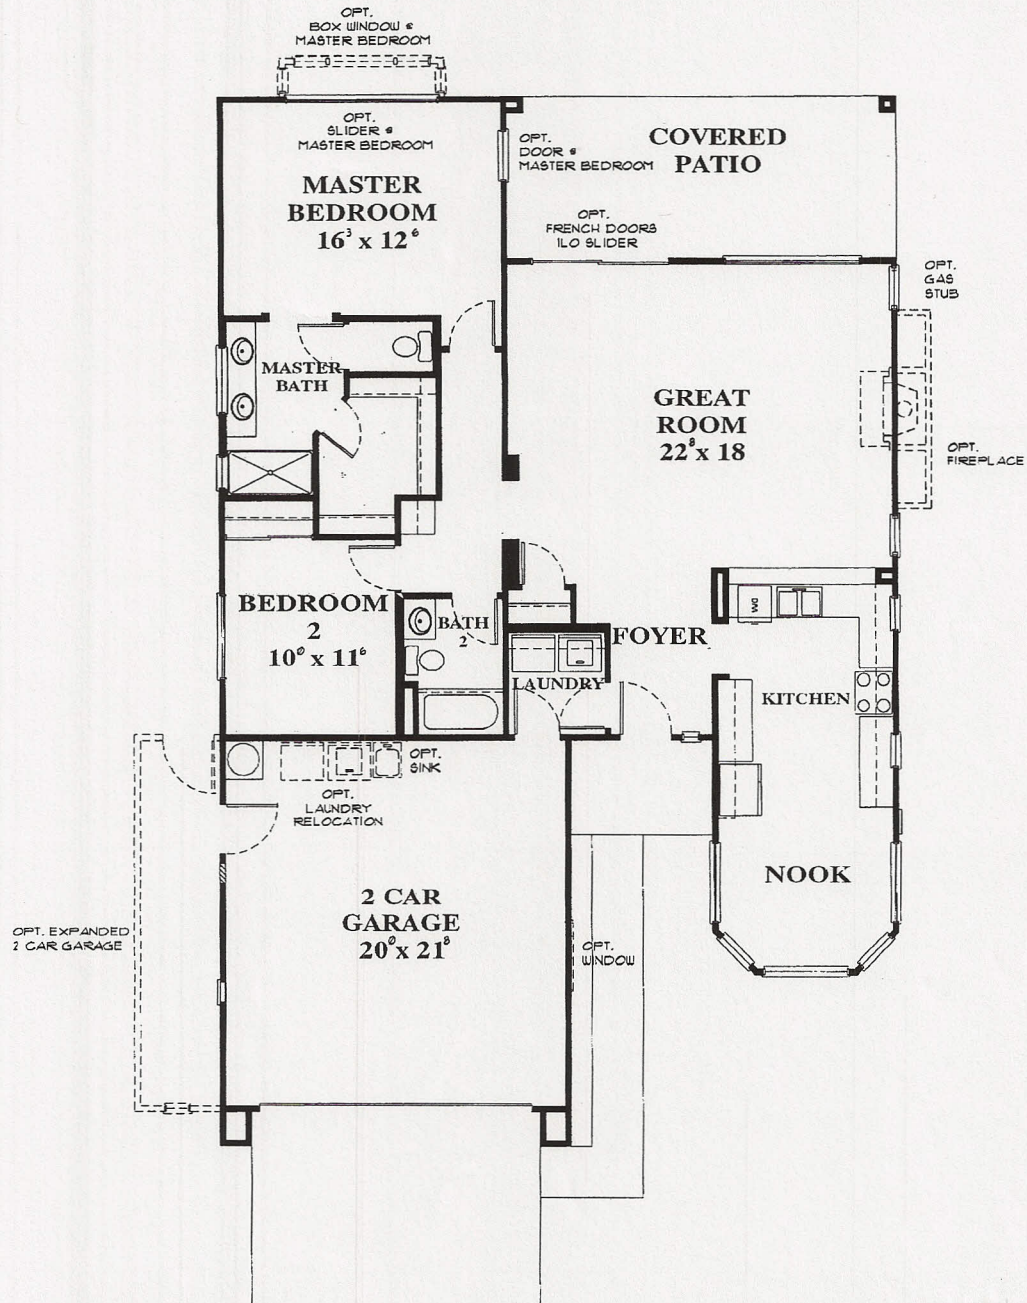 OPT.
BOX WINDOW @
MASTER BEDROOM
OPT.
SLIDER @
MASTER BEDROOM
MASTER
BEDROOM
16³ x 12⁶
OPT.
DOOR @
MASTER BEDROOM
COVERED
PATIO
OPT.
FRENCH DOORS
ILO SLIDER
OPT.
GAS
STUB
MASTER
BATH
GREAT
ROOM
22⁸ x 18
OPT.
FIREPLACE
BEDROOM
2
10⁰ x 11⁶
BATH
2
FOYER
DW
LAUNDRY
KITCHEN
OPT.
SINK
OPT.
LAUNDRY
RELOCATION
2 CAR
GARAGE
20⁰ x 21⁸
NOOK
OPT. EXPANDED
2 CAR GARAGE
OPT.
WINDOW